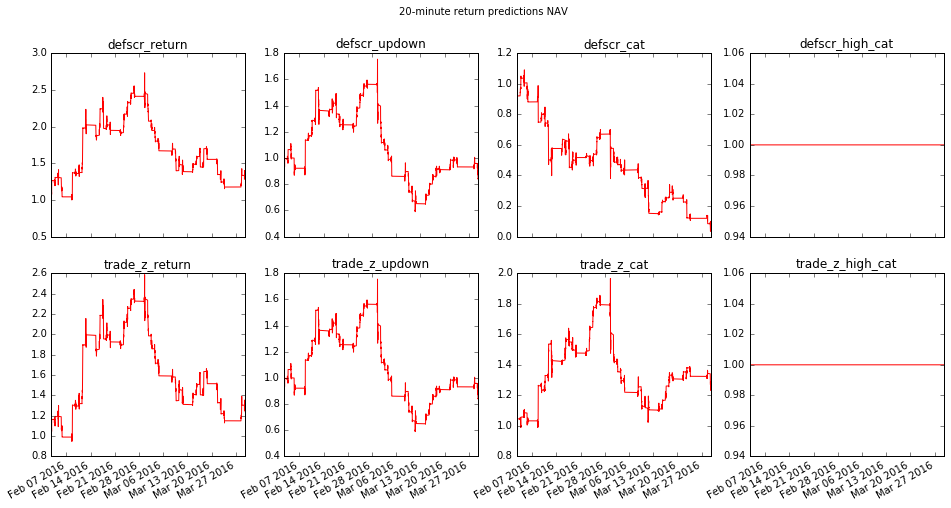 20-minute return predictions NAV
defscr_return
defscr_updown
defscr_cat
defscr_high_cat
3.0
2.5
2.0
1.5
1.0
0.5
1.8
1.6
1.4
1.2
1.0
0.8
0.6
0.4
1.2
1.0
0.8
0.6
0.4
0.2
0.0
1.06
1.04
1.02
1.00
0.98
0.96
0.94
trade_z_return
trade_z_updown
trade_z_cat
trade_z_high_cat
2.6
2.4
2.2
2.0
1.8
1.6
1.4
1.2
1.0
0.8
1.8
1.6
1.4
1.2
1.0
0.8
0.6
0.4
2.0
1.8
1.6
1.4
1.2
1.0
0.8
1.06
1.04
1.02
1.00
0.98
0.96
0.94
Feb 07 2016
Feb 14 2016
Feb 21 2016
Feb 28 2016
Mar 06 2016
Mar 13 2016
Mar 20 2016
Mar 27 2016
Feb 07 2016
Feb 14 2016
Feb 21 2016
Feb 28 2016
Mar 06 2016
Mar 13 2016
Mar 20 2016
Mar 27 2016
Feb 07 2016
Feb 14 2016
Feb 21 2016
Feb 28 2016
Mar 06 2016
Mar 13 2016
Mar 20 2016
Mar 27 2016
Feb 07 2016
Feb 14 2016
Feb 21 2016
Feb 28 2016
Mar 06 2016
Mar 13 2016
Mar 20 2016
Mar 27 2016